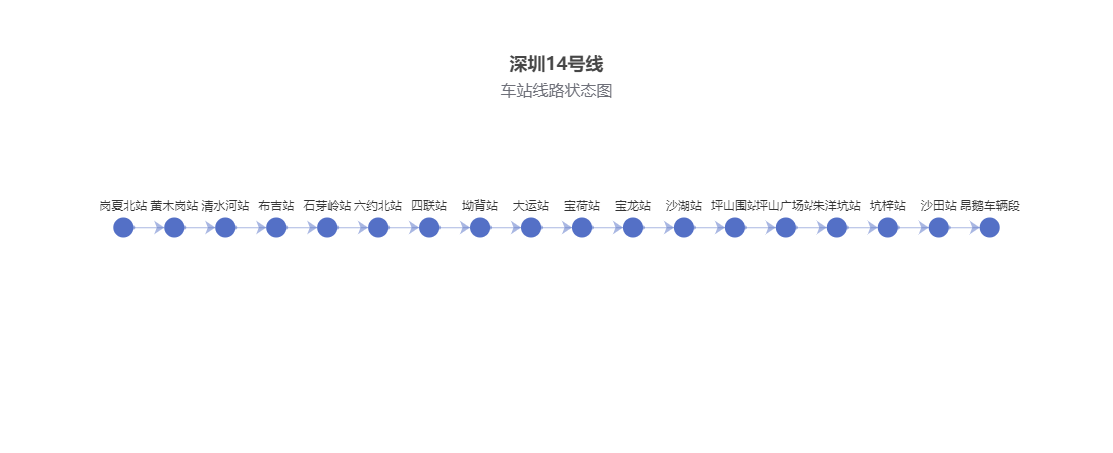 深圳14号线
车站线路状态图
岗夏北站 黄木岗站 清水河站 布吉站 石芽岭站 六约北站 四联站 坳背站 大运站 宝荷站 宝龙站 沙湖站 坪山围站 坪山广场站 朱洋坑站 坑梓站 沙田站 昂鹅车辆段